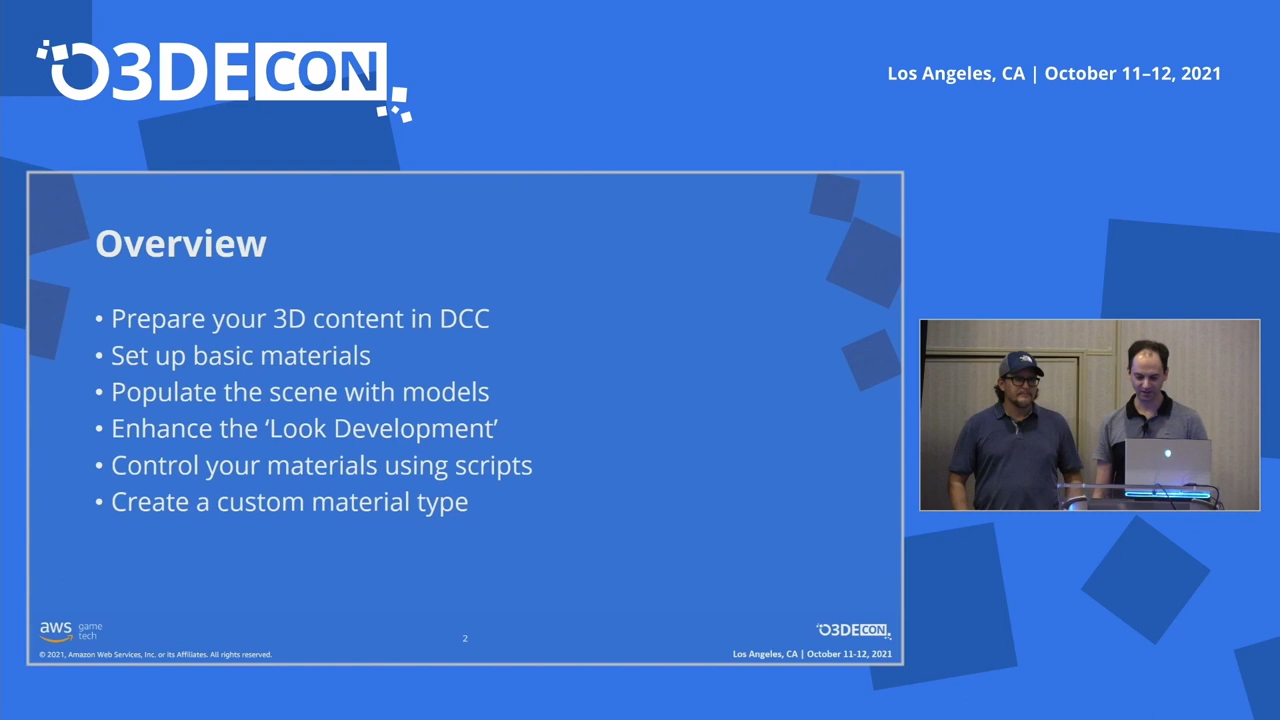 O3DECON
Los Angeles, CA | October 11–12, 2021
Overview
• Prepare your 3D content in DCC
• Set up basic materials
• Populate the scene with models
• Enhance the ‘Look Development’
• Control your materials using scripts
• Create a custom material type
aws game tech
2
O3DECON
© 2021, Amazon Web Services, Inc. or its Affiliates. All rights reserved.
Los Angeles, CA | October 11-12, 2021